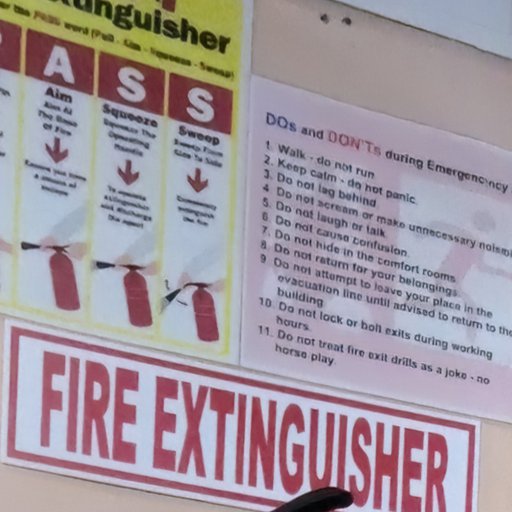 tinguisher
word (Pull - Aim - Squeeze - Sweep)
A S S
Aim
Aim At
The Base
Of Fire
Squeeze
Squeeze The
Operating
Handle
Sweep
Sweep From
Side To Side
FIRE EXTINGUISHER
DOs and DON'Ts during Emergency
1. Walk - do not run
2. Keep calm - do not panic
3. Do not lag behind
4. Do not scream or make unnecessary noise
5. Do not laugh or talk
6. Do not cause confusion
7. Do not hide in the comfort rooms
8. Do not return for your belongings
9. Do not attempt to leave your place in the
evacuation line until advised to return to the
building
10. Do not lock or bolt exits during working
hours
11. Do not treat fire exit drills as a joke - no
horse play